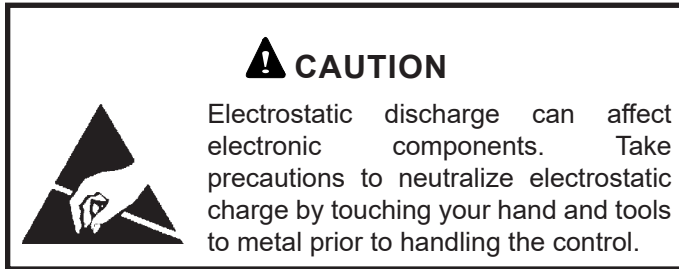 CAUTION
Electrostatic discharge can affect
electronic components. Take
precautions to neutralize electrostatic
charge by touching your hand and tools
to metal prior to handling the control.